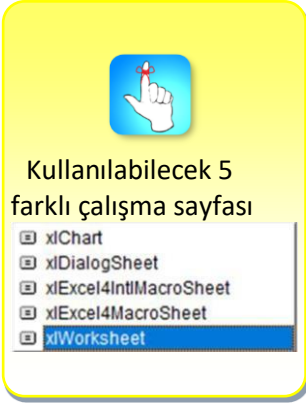 Kullanılabilecek 5
farklı çalışma sayfası
xlChart
xlDialogSheet
xlExcel4IntlMacroSheet
xlExcel4MacroSheet
xlWorksheet